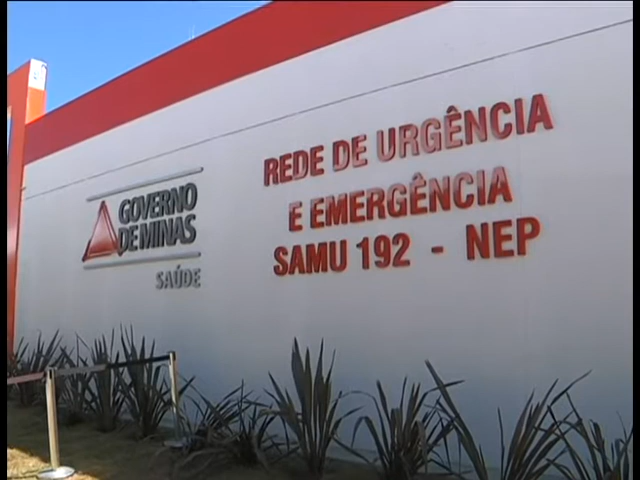 GOVERNO
DE MINAS
SAÚDE
REDE DE URGÊNCIA
E EMERGÊNCIA
SAMU 192 - NEP